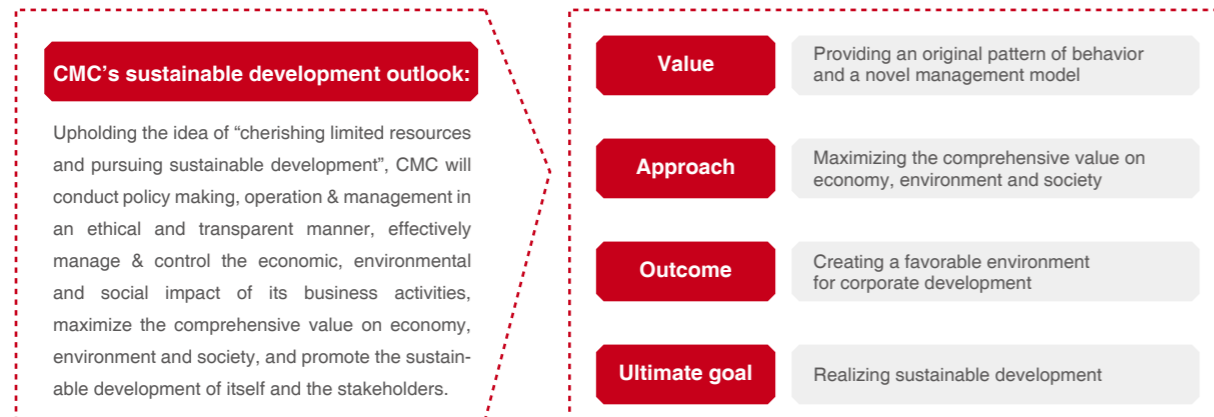 CMC’s sustainable development outlook:
Upholding the idea of “cherishing limited resources
and pursuing sustainable development”, CMC will
conduct policy making, operation & management in
an ethical and transparent manner, effectively
manage & control the economic, environmental
and social impact of its business activities,
maximize the comprehensive value on economy,
environment and society, and promote the sustain-
able development of itself and the stakeholders.
Value
Providing an original pattern of behavior
and a novel management model
Approach
Maximizing the comprehensive value on
economy, environment and society
Outcome
Creating a favorable environment
for corporate development
Ultimate goal
Realizing sustainable development